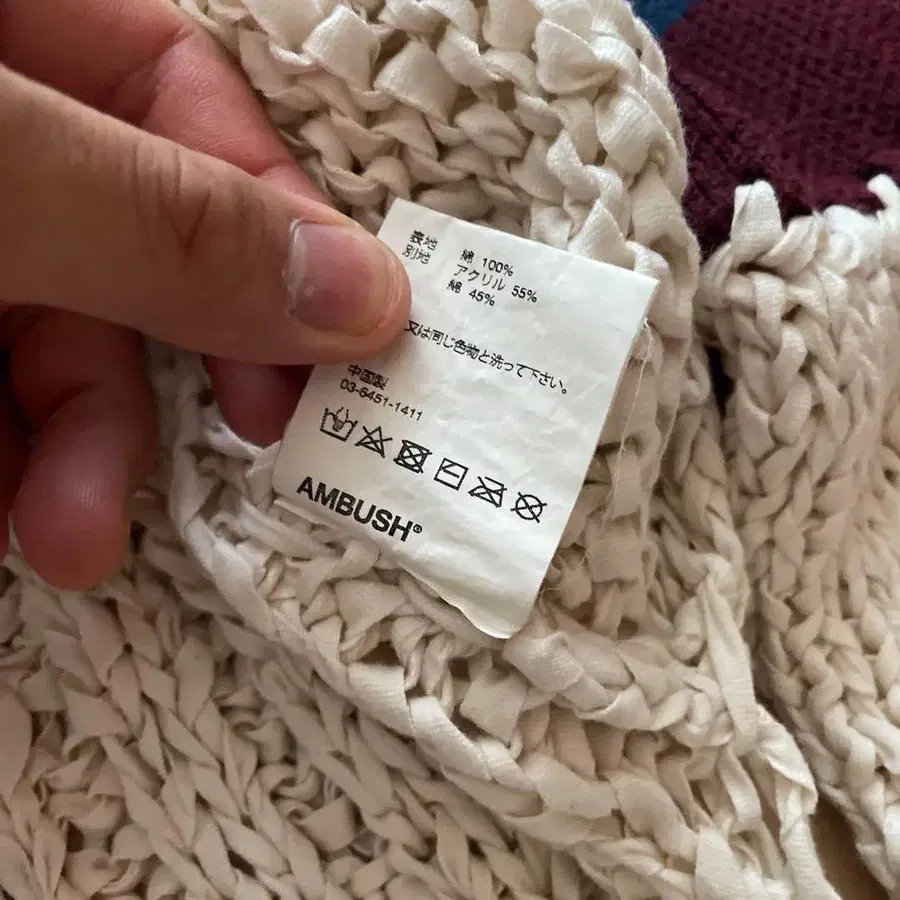 表地 綿 100%
別地 アクリル 55%
綿 45%
又は同じ色物と洗って下さい。
中国製
03-6451-1411
AMBUSH®